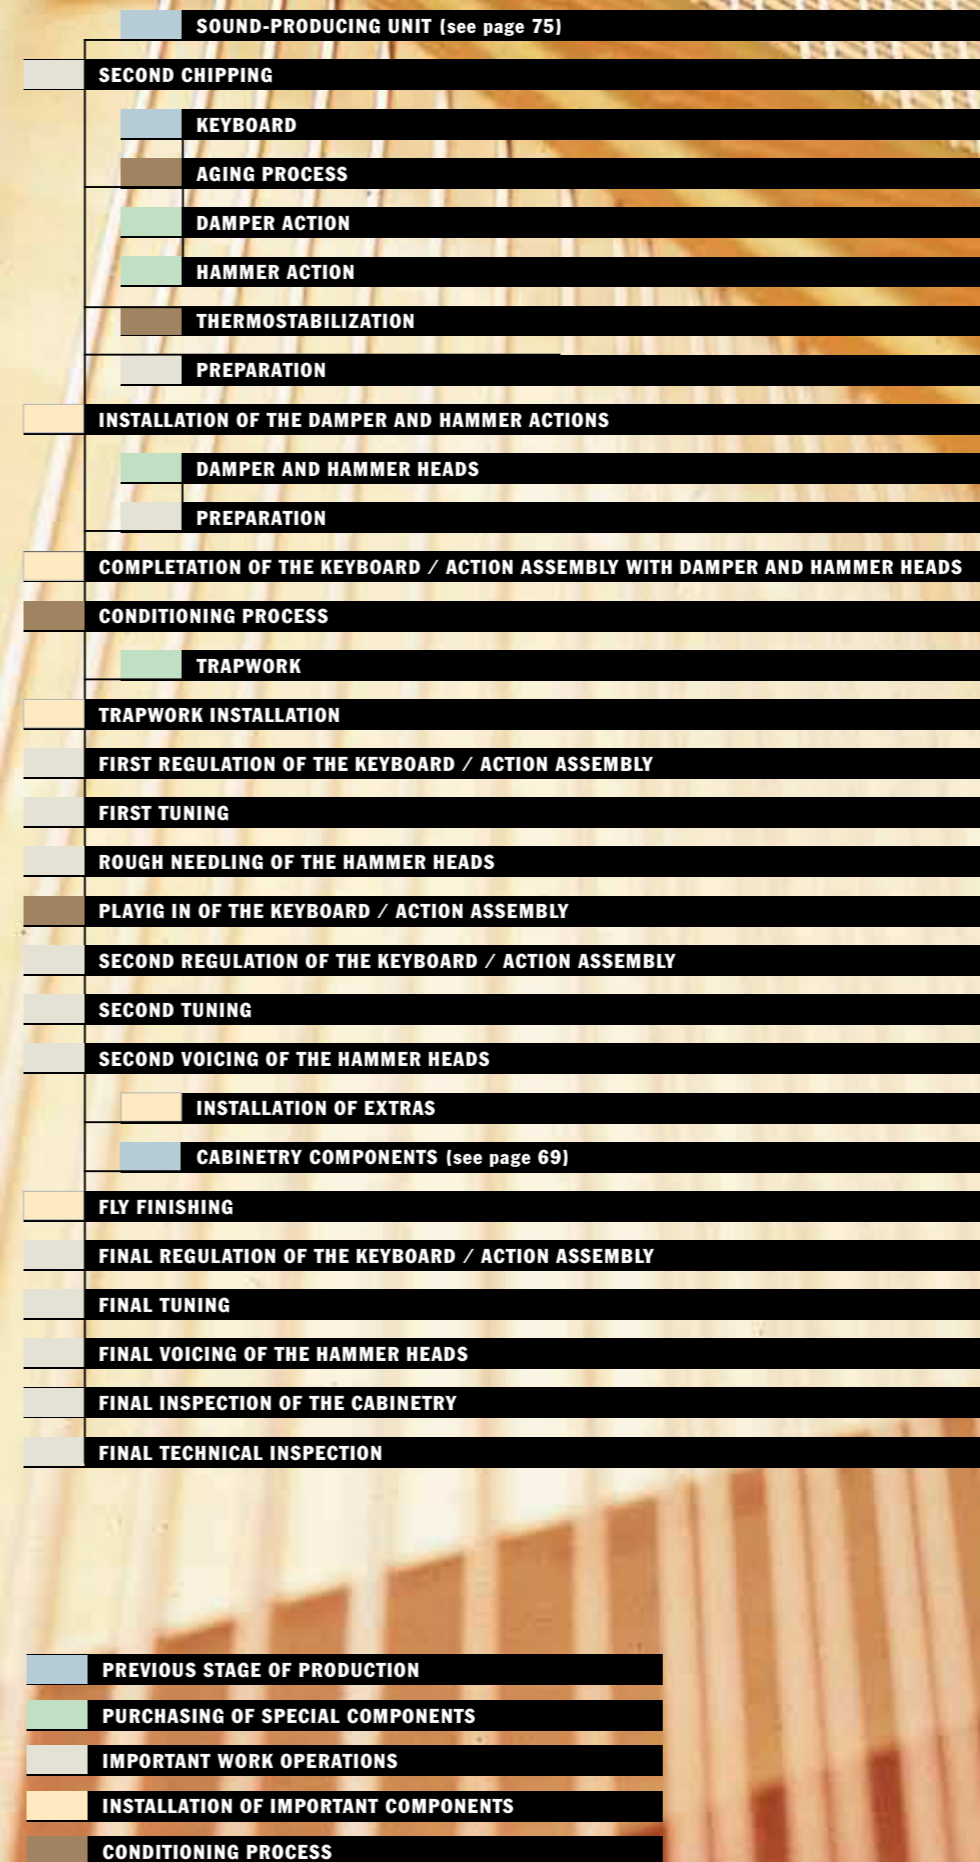 SOUND-PRODUCING UNIT (see page 75)
SECOND CHIPPING
KEYBOARD
AGING PROCESS
DAMPER ACTION
HAMMER ACTION
THERMOSTABILIZATION
PREPARATION
INSTALLATION OF THE DAMPER AND HAMMER ACTIONS
DAMPER AND HAMMER HEADS
PREPARATION
COMPLETATION OF THE KEYBOARD / ACTION ASSEMBLY WITH DAMPER AND HAMMER HEADS
CONDITIONING PROCESS
TRAPWORK
TRAPWORK INSTALLATION
FIRST REGULATION OF THE KEYBOARD / ACTION ASSEMBLY
FIRST TUNING
ROUGH NEEDLING OF THE HAMMER HEADS
PLAYIG IN OF THE KEYBOARD / ACTION ASSEMBLY
SECOND REGULATION OF THE KEYBOARD / ACTION ASSEMBLY
SECOND TUNING
SECOND VOICING OF THE HAMMER HEADS
INSTALLATION OF EXTRAS
CABINETRY COMPONENTS (see page 69)
FLY FINISHING
FINAL REGULATION OF THE KEYBOARD / ACTION ASSEMBLY
FINAL TUNING
FINAL VOICING OF THE HAMMER HEADS
FINAL INSPECTION OF THE CABINETRY
FINAL TECHNICAL INSPECTION
PREVIOUS STAGE OF PRODUCTION
PURCHASING OF SPECIAL COMPONENTS
IMPORTANT WORK OPERATIONS
INSTALLATION OF IMPORTANT COMPONENTS
CONDITIONING PROCESS